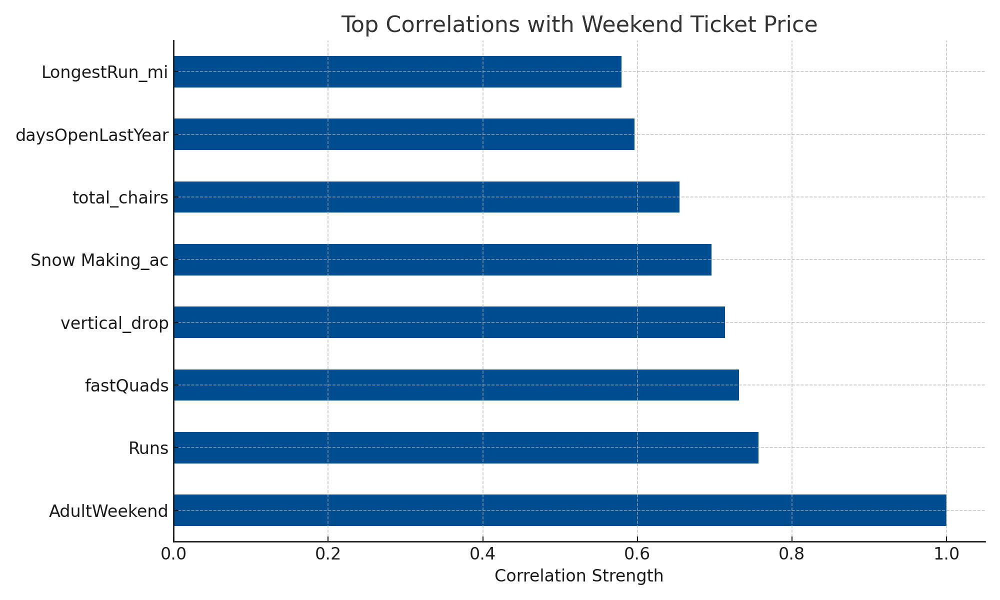 Top Correlations with Weekend Ticket Price
LongestRun_mi
daysOpenLastYear
total_chairs
Snow Making_ac
vertical_drop
fastQuads
Runs
AdultWeekend
0.0 0.2 0.4 0.6 0.8 1.0
Correlation Strength